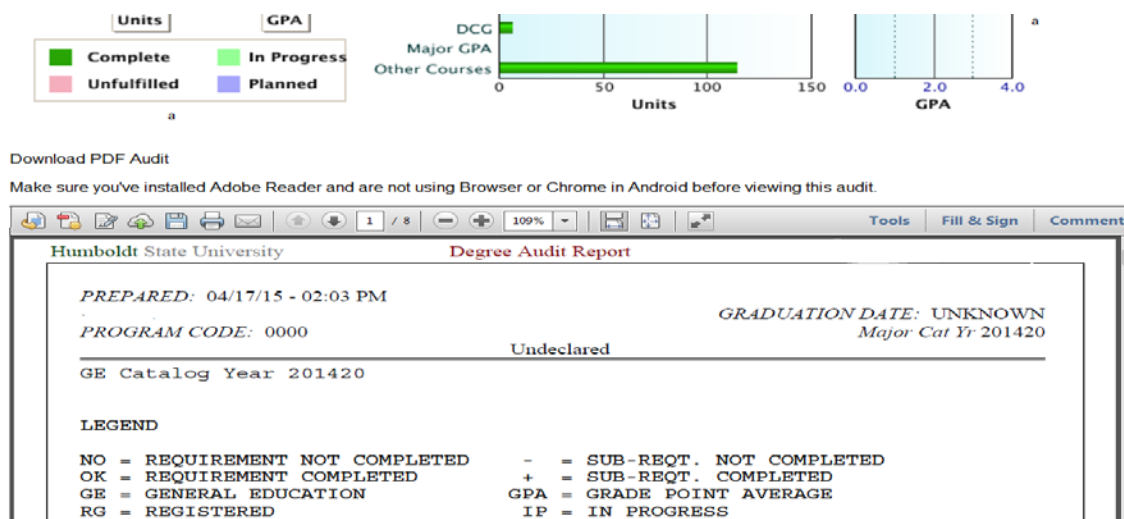 Units GPA
Complete In Progress
Unfulfilled Planned
a
DCG
Major GPA
Other Courses
0 50 100 150
Units
0.0 2.0 4.0
GPA
a
Download PDF Audit
Make sure you've installed Adobe Reader and are not using Browser or Chrome in Android before viewing this audit.
1 / 8 109% Tools Fill & Sign Comment
Humboldt State University Degree Audit Report
PREPARED: 04/17/15 - 02:03 PM
GRADUATION DATE: UNKNOWN
PROGRAM CODE: 0000 Major Cat Yr 201420
Undeclared
GE Catalog Year 201420
LEGEND
NO = REQUIREMENT NOT COMPLETED - = SUB-REQT. NOT COMPLETED
OK = REQUIREMENT COMPLETED + = SUB-REQT. COMPLETED
GE = GENERAL EDUCATION GPA = GRADE POINT AVERAGE
RG = REGISTERED IP = IN PROGRESS